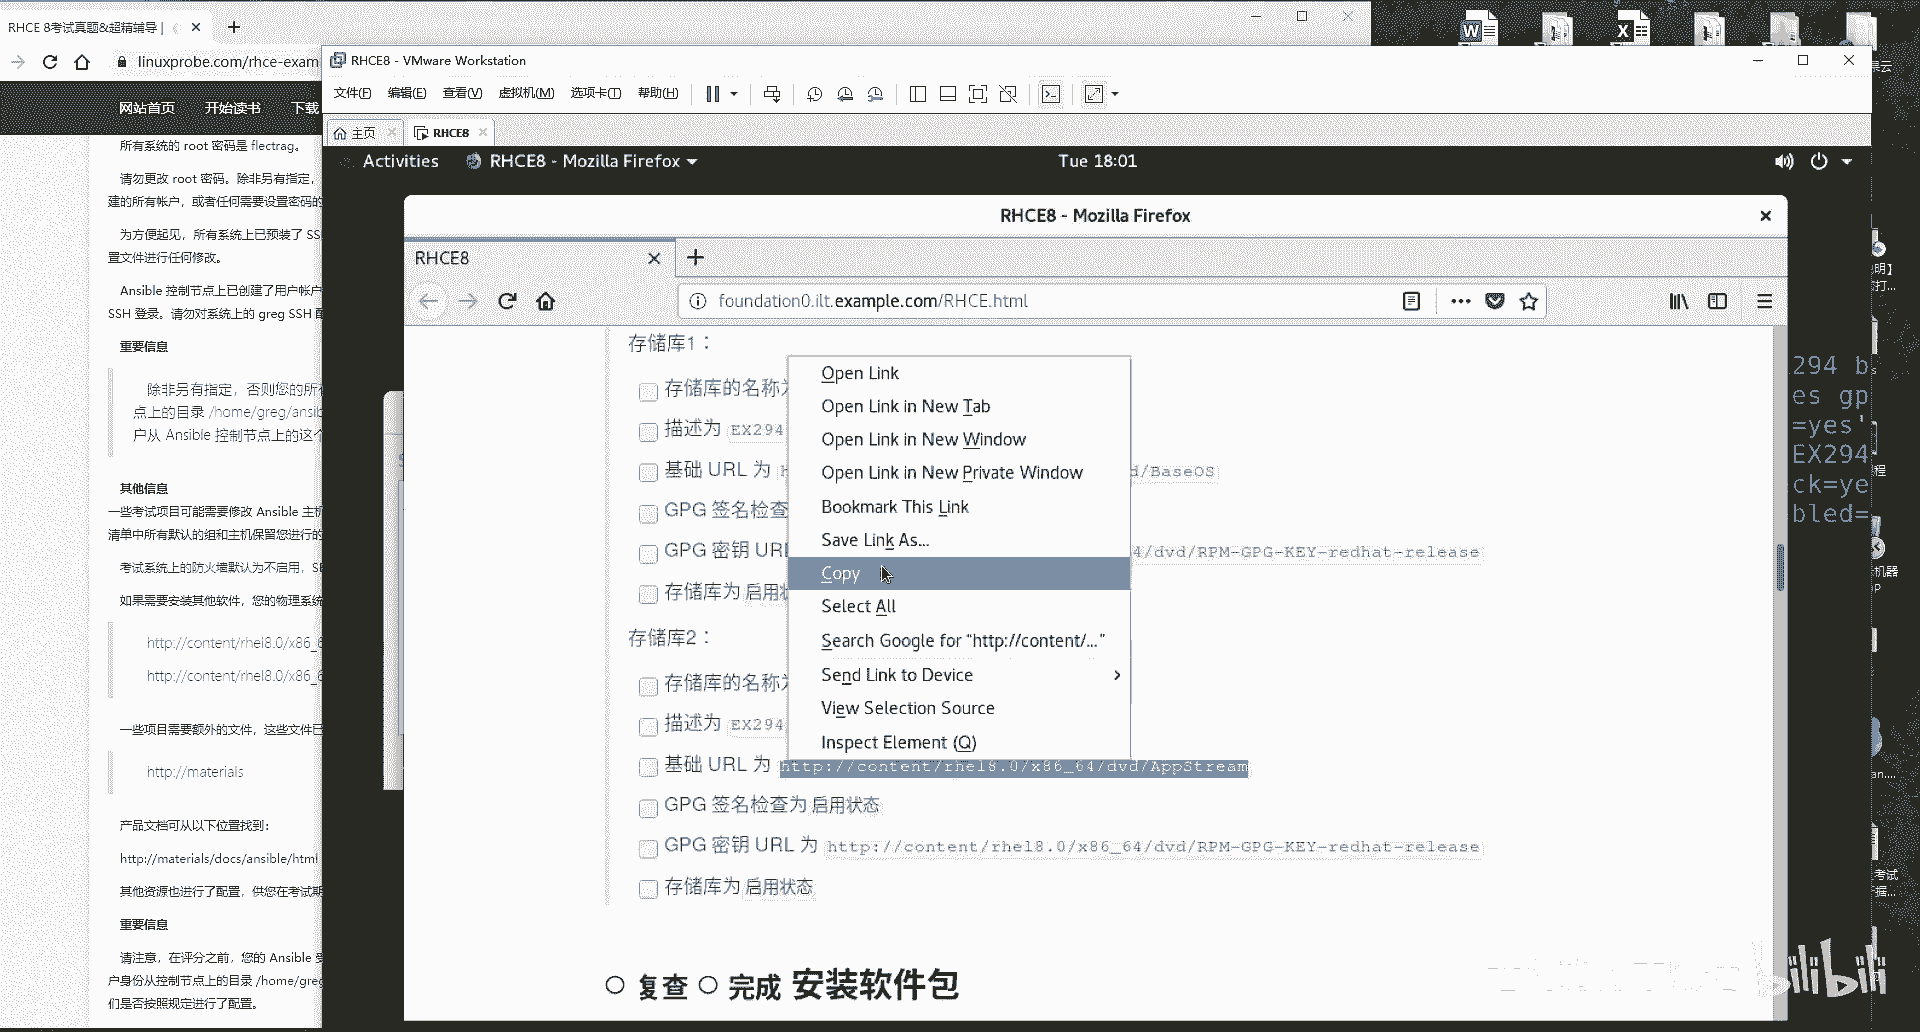 RHCE 8考试真题&超精辅导 |
linuxprobe.com/rhce-exam
网站首页 开始读书 下载
所有系统的 root 密码是 flectrag。
请勿更改 root 密码。除非另有指定，
建的所有帐户，或者任何需要设置密码的
为方便起见，所有系统上已预装了 SS
置文件进行任何修改。
Ansible 控制节点上已创建了用户帐户
SSH 登录。请勿对系统上的 greg SSH 配
重要信息
除非另有指定，否则您的所有
点上的目录 /home/greg/ansib
户从 Ansible 控制节点上的这个
其他信息
一些考试项目可能需要修改 Ansible 主机
清单中所有默认的组和主机保留您进行的
考试系统上的防火墙默认为不启用，SE
如果需要安装其他软件，您的物理系统
http://content/rhel8.0/x86_6
http://content/rhel8.0/x86_6
一些项目需要额外的文件，这些文件已
http://materials
产品文档可从以下位置找到：
http://materials/docs/ansible/html
其他资源也进行了配置，供您在考试期
重要信息
请注意，在评分之前，您的 Ansible 受
户身份从控制节点上的目录 /home/greg
们是否按照规定进行了配置。
RHCE8 - VMware Workstation
文件(F) 编辑(E) 查看(V) 虚拟机(M) 选项卡(T) 帮助(H)
主页 RHCE8
Activities RHCE8 - Mozilla Firefox Tue 18:01
RHCE8 - Mozilla Firefox
RHCE8
foundation0.ilt.example.com/RHCE.html
存储库1：
存储库的名称为
描述为 EX294
基础 URL 为 h d/BaseOS
GPG 签名检查
GPG 密钥 URL 4/dvd/RPM-GPG-KEY-redhat-release
存储库为 启用状
存储库2：
存储库的名称为
描述为 EX294
基础 URL 为 http://content/rhel8.0/x86_64/dvd/AppStream
GPG 签名检查为 启用状态
GPG 密钥 URL 为 http://content/rhel8.0/x86_64/dvd/RPM-GPG-KEY-redhat-release
存储库为 启用状态
复查 完成 安装软件包
Open Link
Open Link in New Tab
Open Link in New Window
Open Link in New Private Window
Bookmark This Link
Save Link As...
Copy
Select All
Search Google for "http://content/..."
Send Link to Device
View Selection Source
Inspect Element (Q)
294 b
es gp
=yes'
EX294
ck=ye
bled=
bilibili